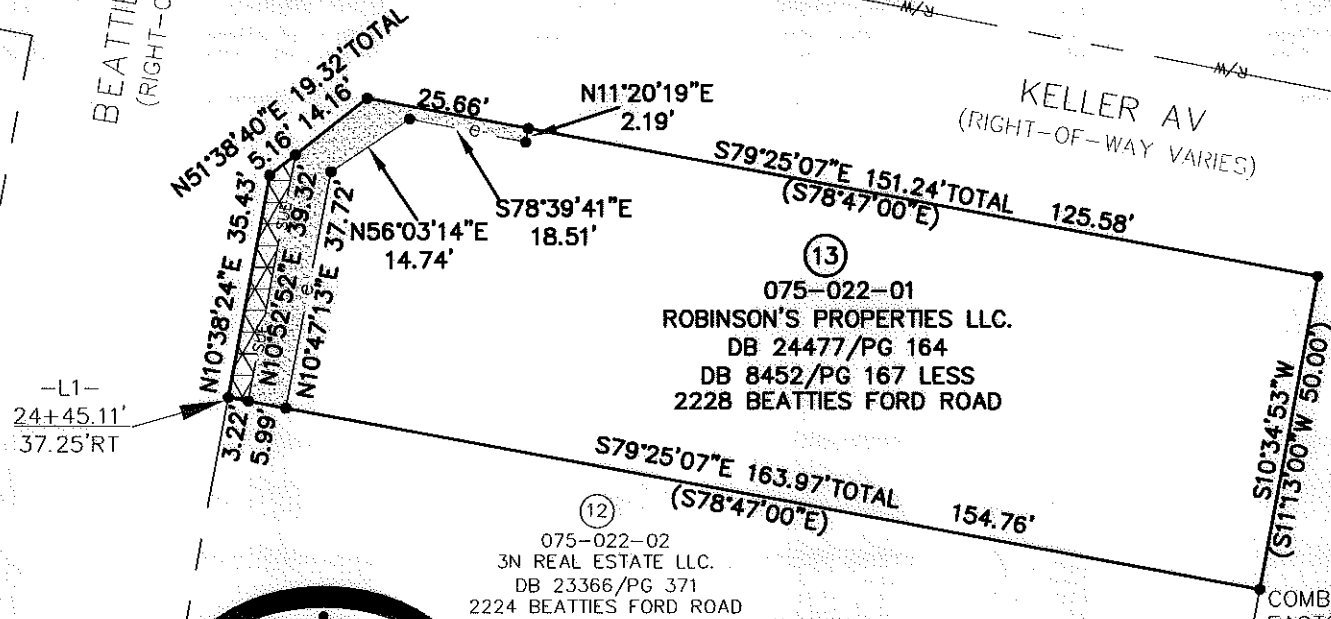 BEATTIE
(RIGHT-O
R/W
R/W
KELLER AV
(RIGHT-OF-WAY VARIES)
N51°38'40"E 19.32'TOTAL
5.16' 14.16'
25.66'
N11°20'19"E
2.19'
e
S79°25'07"E 151.24'TOTAL 125.58'
(S78°47'00"E)
N56°03'14"E
14.74'
S78°39'41"E
18.51'
N10°38'24"E 35.43'
SUE
SUE
N10°52'52"E 39.32'
N10°47'13"E 37.72'
e
13
075-022-01
ROBINSON'S PROPERTIES LLC.
DB 24477/PG 164
DB 8452/PG 167 LESS
2228 BEATTIES FORD ROAD
-L1-
24+45.11'
37.25'RT
3.22'
5.99'
S10°34'53"W
(S11°13'00"W 50.00')
S79°25'07"E 163.97'TOTAL 154.76'
(S78°47'00"E)
12
075-022-02
3N REAL ESTATE LLC.
DB 23366/PG 371
2224 BEATTIES FORD ROAD
COMB